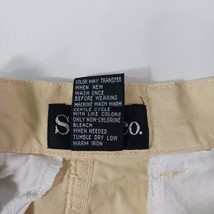 COLOR MAY TRANSFER
WHEN NEW
WASH ONCE
BEFORE WEARING
MACHINE WASH WARM
GENTLE CYCLE
WITH LIKE COLORS
ONLY NON-CHLORINE
BLEACH
WHEN NEEDED
TUMBLE DRY LOW
WARM IRON
S co.